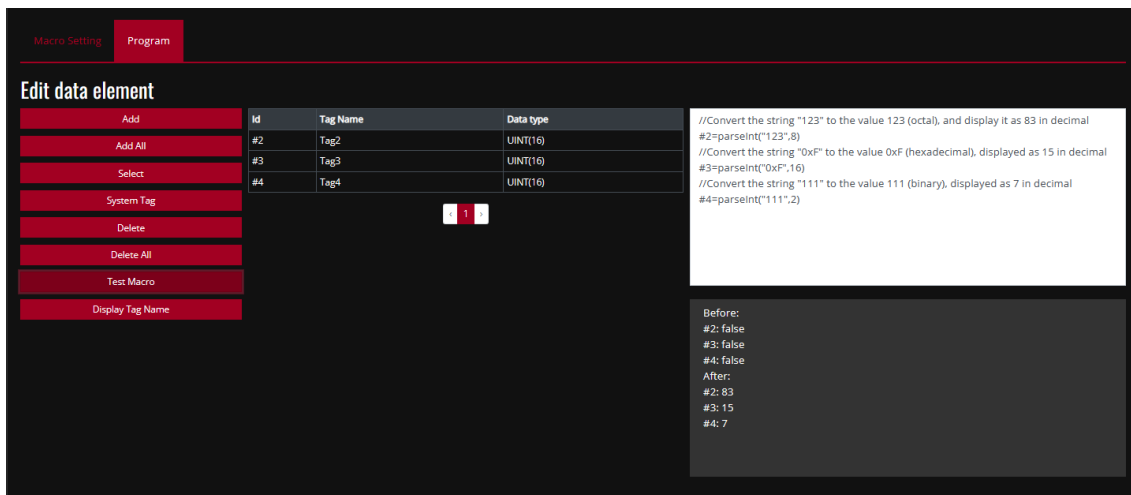 Macro Setting
Program
Edit data element
Add
Add All
Select
System Tag
Delete
Delete All
Test Macro
Display Tag Name
Id Tag Name Data type
#2 Tag2 UINT(16)
#3 Tag3 UINT(16)
#4 Tag4 UINT(16)
‹ 1 ›
//Convert the string "123" to the value 123 (octal), and display it as 83 in decimal
#2=parseInt("123",8)
//Convert the string "0xF" to the value 0xF (hexadecimal), displayed as 15 in decimal
#3=parseInt("0xF",16)
//Convert the string "111" to the value 111 (binary), displayed as 7 in decimal
#4=parseInt("111",2)
Before:
#2: false
#3: false
#4: false
After:
#2: 83
#3: 15
#4: 7